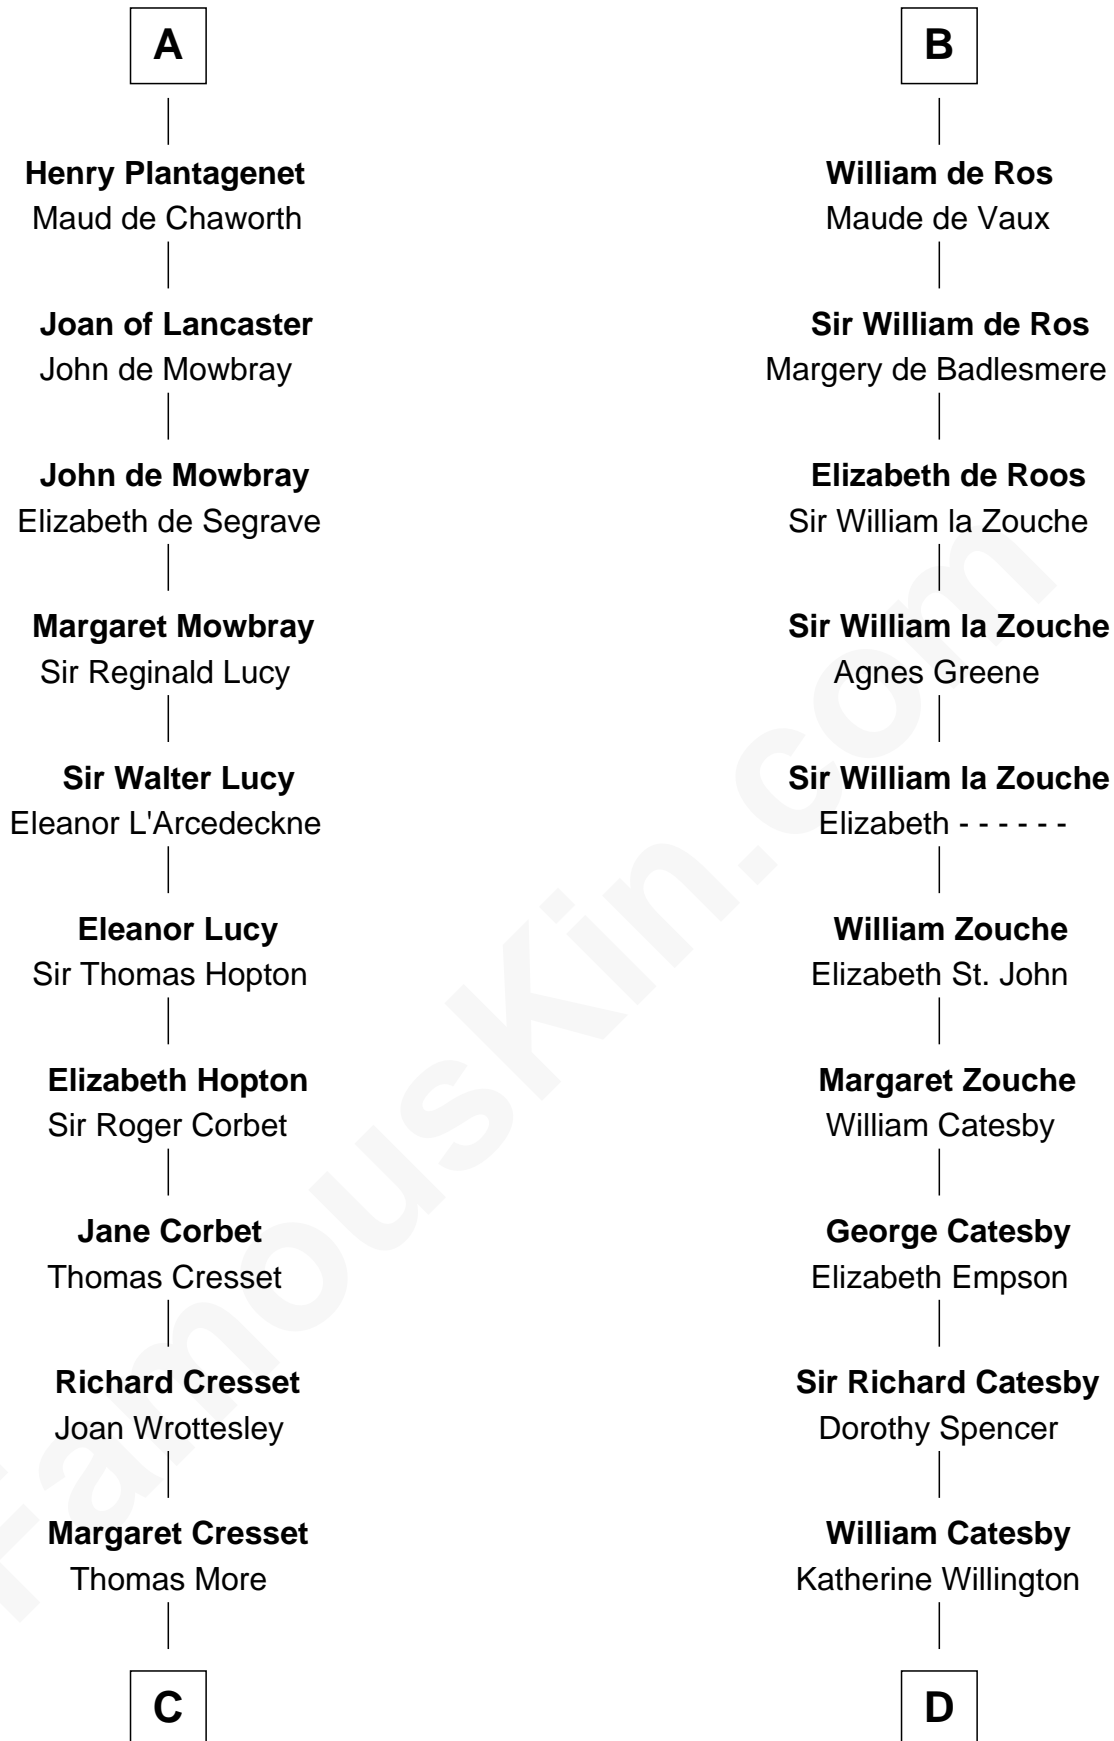 A
Henry Plantagenet
Maud de Chaworth
Joan of Lancaster
John de Mowbray
John de Mowbray
Elizabeth de Segrave
Margaret Mowbray
Sir Reginald Lucy
Sir Walter Lucy
Eleanor L'Arcedeckne
Eleanor Lucy
Sir Thomas Hopton
Elizabeth Hopton
Sir Roger Corbet
Jane Corbet
Thomas Cresset
Richard Cresset
Joan Wrottesley
Margaret Cresset
Thomas More
C
B
William de Ros
Maude de Vaux
Sir William de Ros
Margery de Badlesmere
Elizabeth de Roos
Sir William la Zouche
Sir William la Zouche
Agnes Greene
Sir William la Zouche
Elizabeth - - - - - -
William Zouche
Elizabeth St. John
Margaret Zouche
William Catesby
George Catesby
Elizabeth Empson
Sir Richard Catesby
Dorothy Spencer
William Catesby
Katherine Willington
D
FamousKin.com